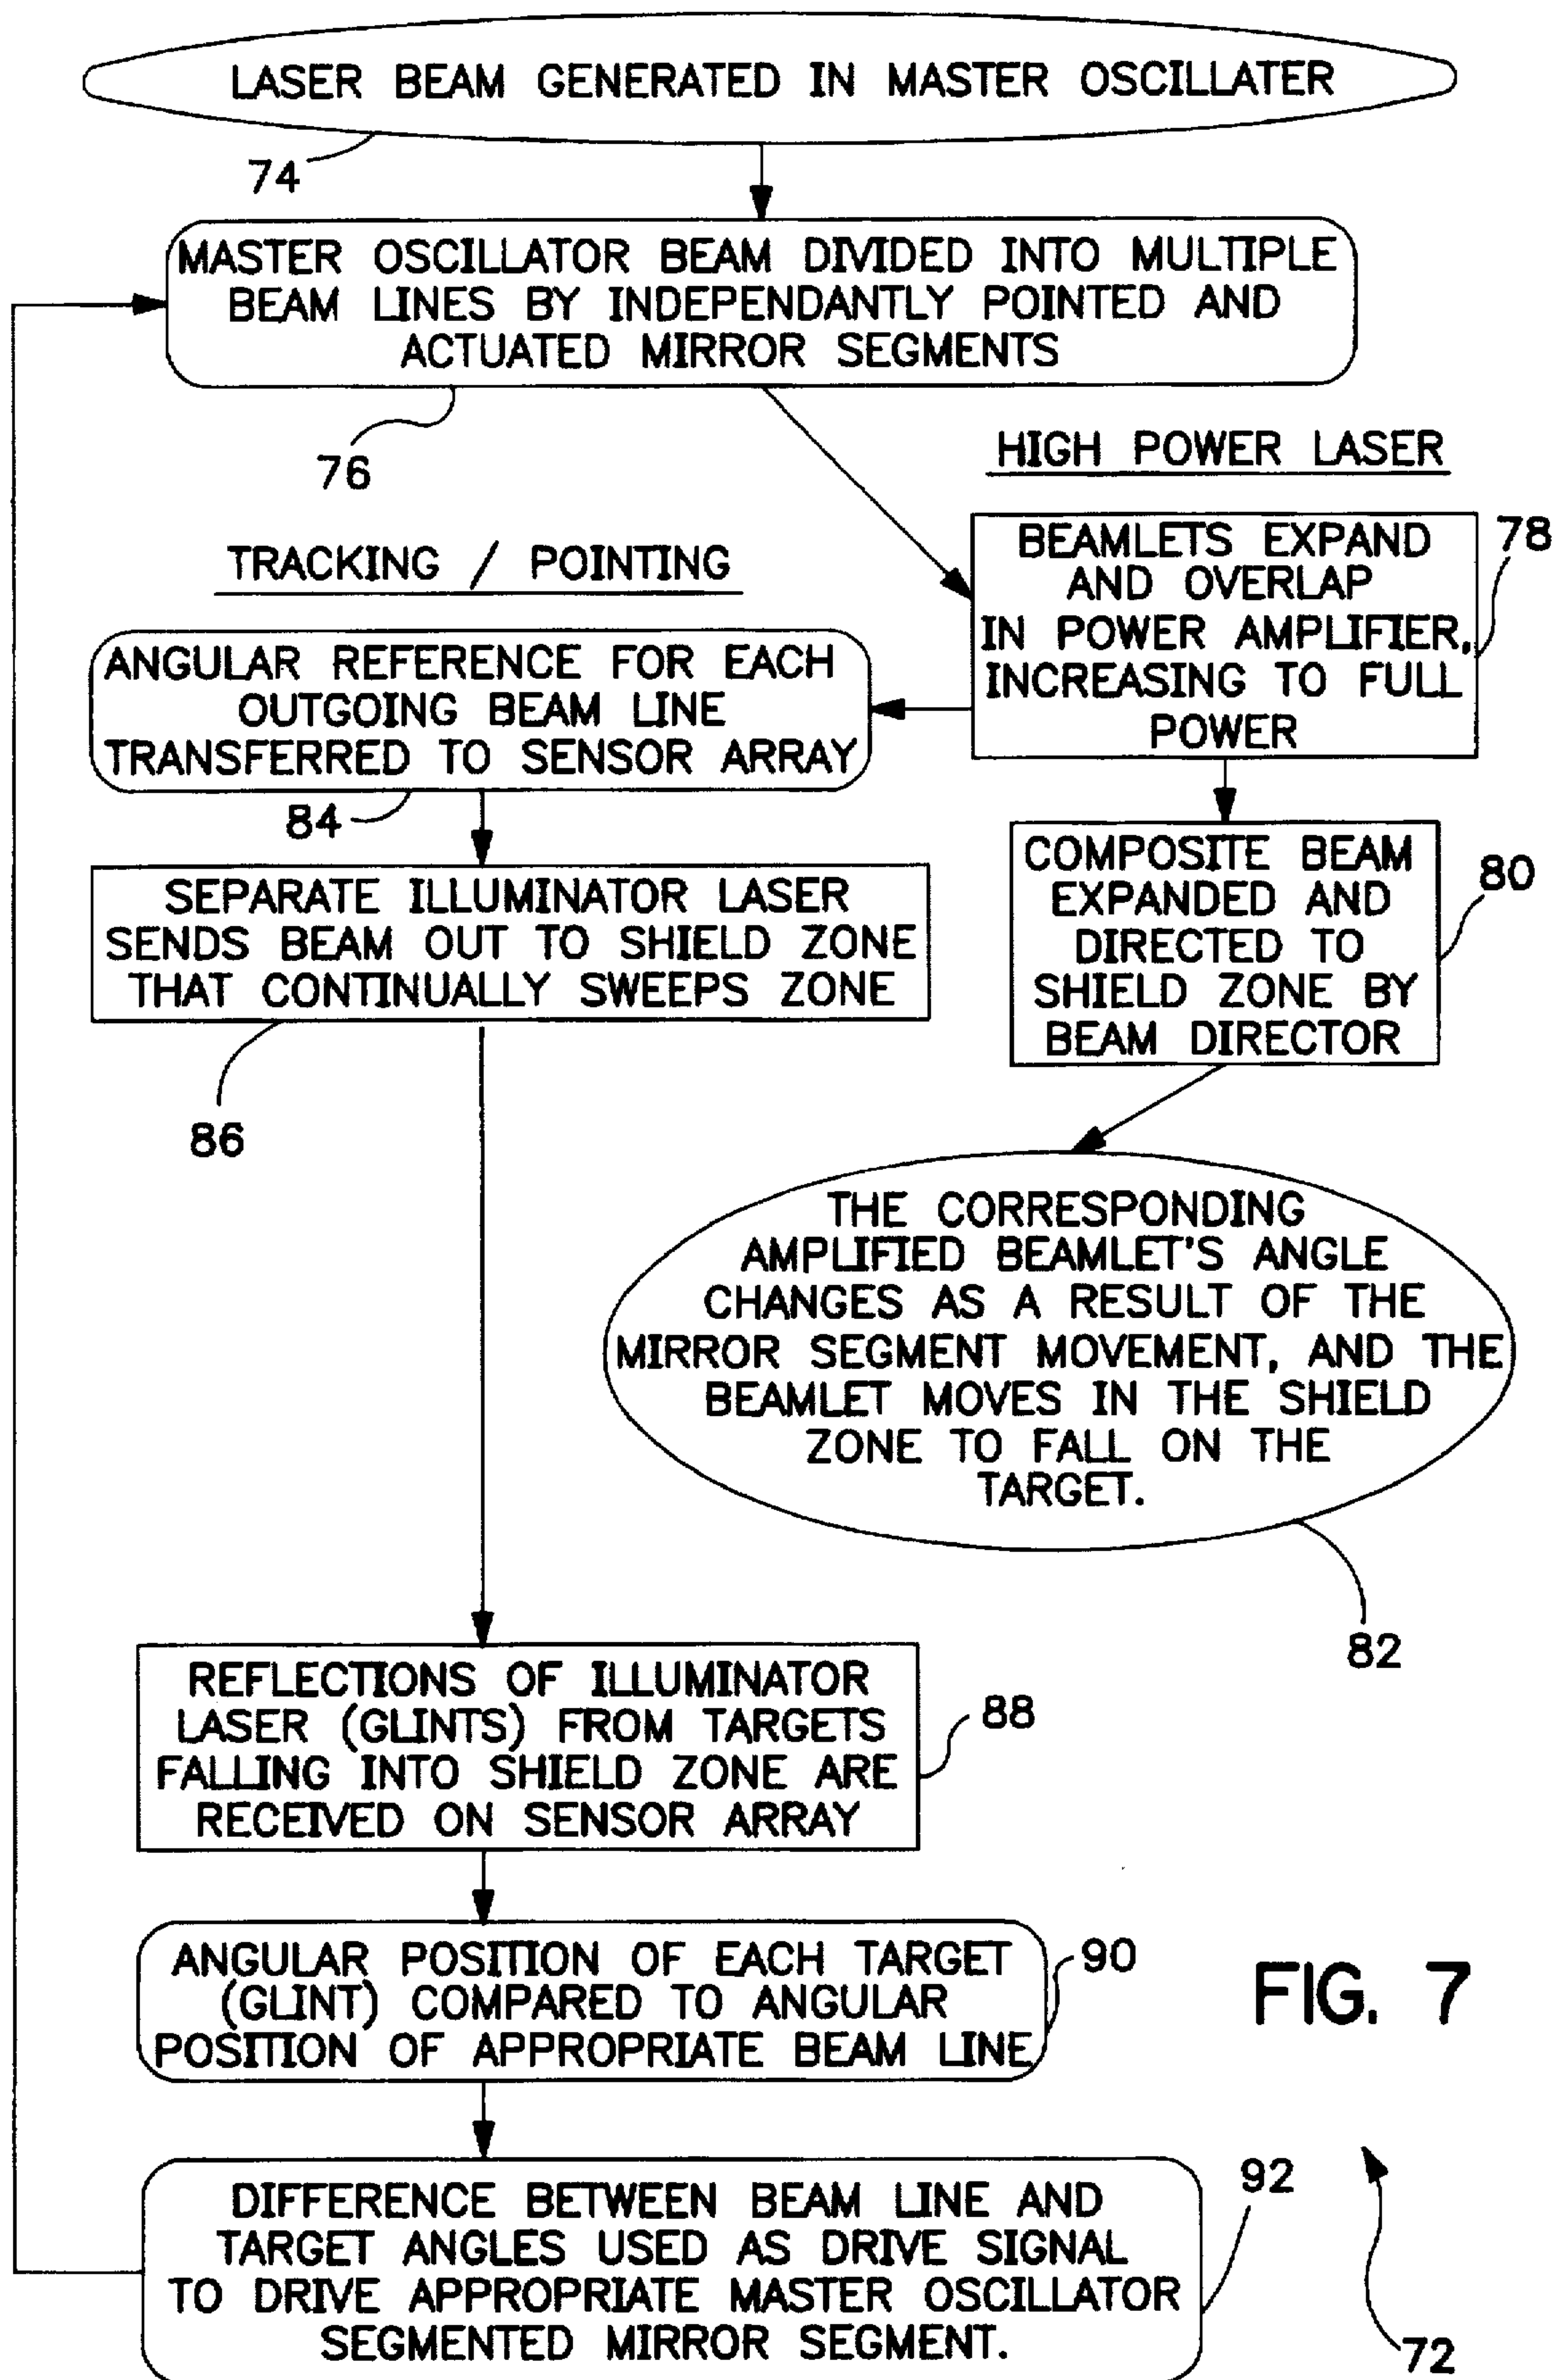 LASER BEAM GENERATED IN MASTER OSCILLATER
74
MASTER OSCILLATOR BEAM DIVIDED INTO MULTIPLE
BEAM LINES BY INDEPENDANTLY POINTED AND
ACTUATED MIRROR SEGMENTS
76
HIGH POWER LASER
BEAMLETS EXPAND
AND OVERLAP
IN POWER AMPLIFIER,
INCREASING TO FULL
POWER
78
TRACKING / POINTING
ANGULAR REFERENCE FOR EACH
OUTGOING BEAM LINE
TRANSFERRED TO SENSOR ARRAY
84
COMPOSITE BEAM
EXPANDED AND
DIRECTED TO
SHIELD ZONE BY
BEAM DIRECTOR
80
SEPARATE ILLUMINATOR LASER
SENDS BEAM OUT TO SHIELD ZONE
THAT CONTINUALLY SWEEPS ZONE
86
THE CORRESPONDING
AMPLIFIED BEAMLET'S ANGLE
CHANGES AS A RESULT OF THE
MIRROR SEGMENT MOVEMENT, AND THE
BEAMLET MOVES IN THE SHIELD
ZONE TO FALL ON THE
TARGET.
82
REFLECTIONS OF ILLUMINATOR
LASER (GLINTS) FROM TARGETS
FALLING INTO SHIELD ZONE ARE
RECEIVED ON SENSOR ARRAY
88
ANGULAR POSITION OF EACH TARGET
(GLINT) COMPARED TO ANGULAR
POSITION OF APPROPRIATE BEAM LINE
90
FIG. 7
DIFFERENCE BETWEEN BEAM LINE AND
TARGET ANGLES USED AS DRIVE SIGNAL
TO DRIVE APPROPRIATE MASTER OSCILLATOR
SEGMENTED MIRROR SEGMENT.
92
72